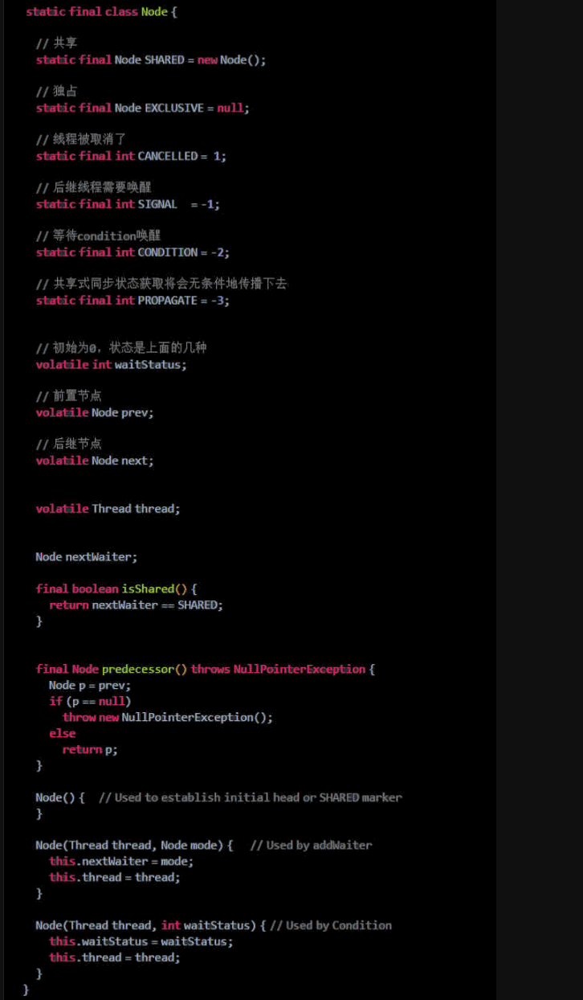 static final class Node {
// 共享
static final Node SHARED = new Node();
// 独占
static final Node EXCLUSIVE = null;
// 线程被取消了
static final int CANCELLED = 1;
// 后继线程需要唤醒
static final int SIGNAL = -1;
// 等待condition唤醒
static final int CONDITION = -2;
// 共享式同步状态获取将会无条件地传播下去
static final int PROPAGATE = -3;
// 初始为0，状态是上面的几种
volatile int waitStatus;
// 前置节点
volatile Node prev;
// 后继节点
volatile Node next;
volatile Thread thread;
Node nextWaiter;
final boolean isShared() {
return nextWaiter == SHARED;
}
final Node predecessor() throws NullPointerException {
Node p = prev;
if (p == null)
throw new NullPointerException();
else
return p;
}
Node() { // Used to establish initial head or SHARED marker
}
Node(Thread thread, Node mode) { // Used by addWaiter
this.nextWaiter = mode;
this.thread = thread;
}
Node(Thread thread, int waitStatus) { // Used by Condition
this.waitStatus = waitStatus;
this.thread = thread;
}
}